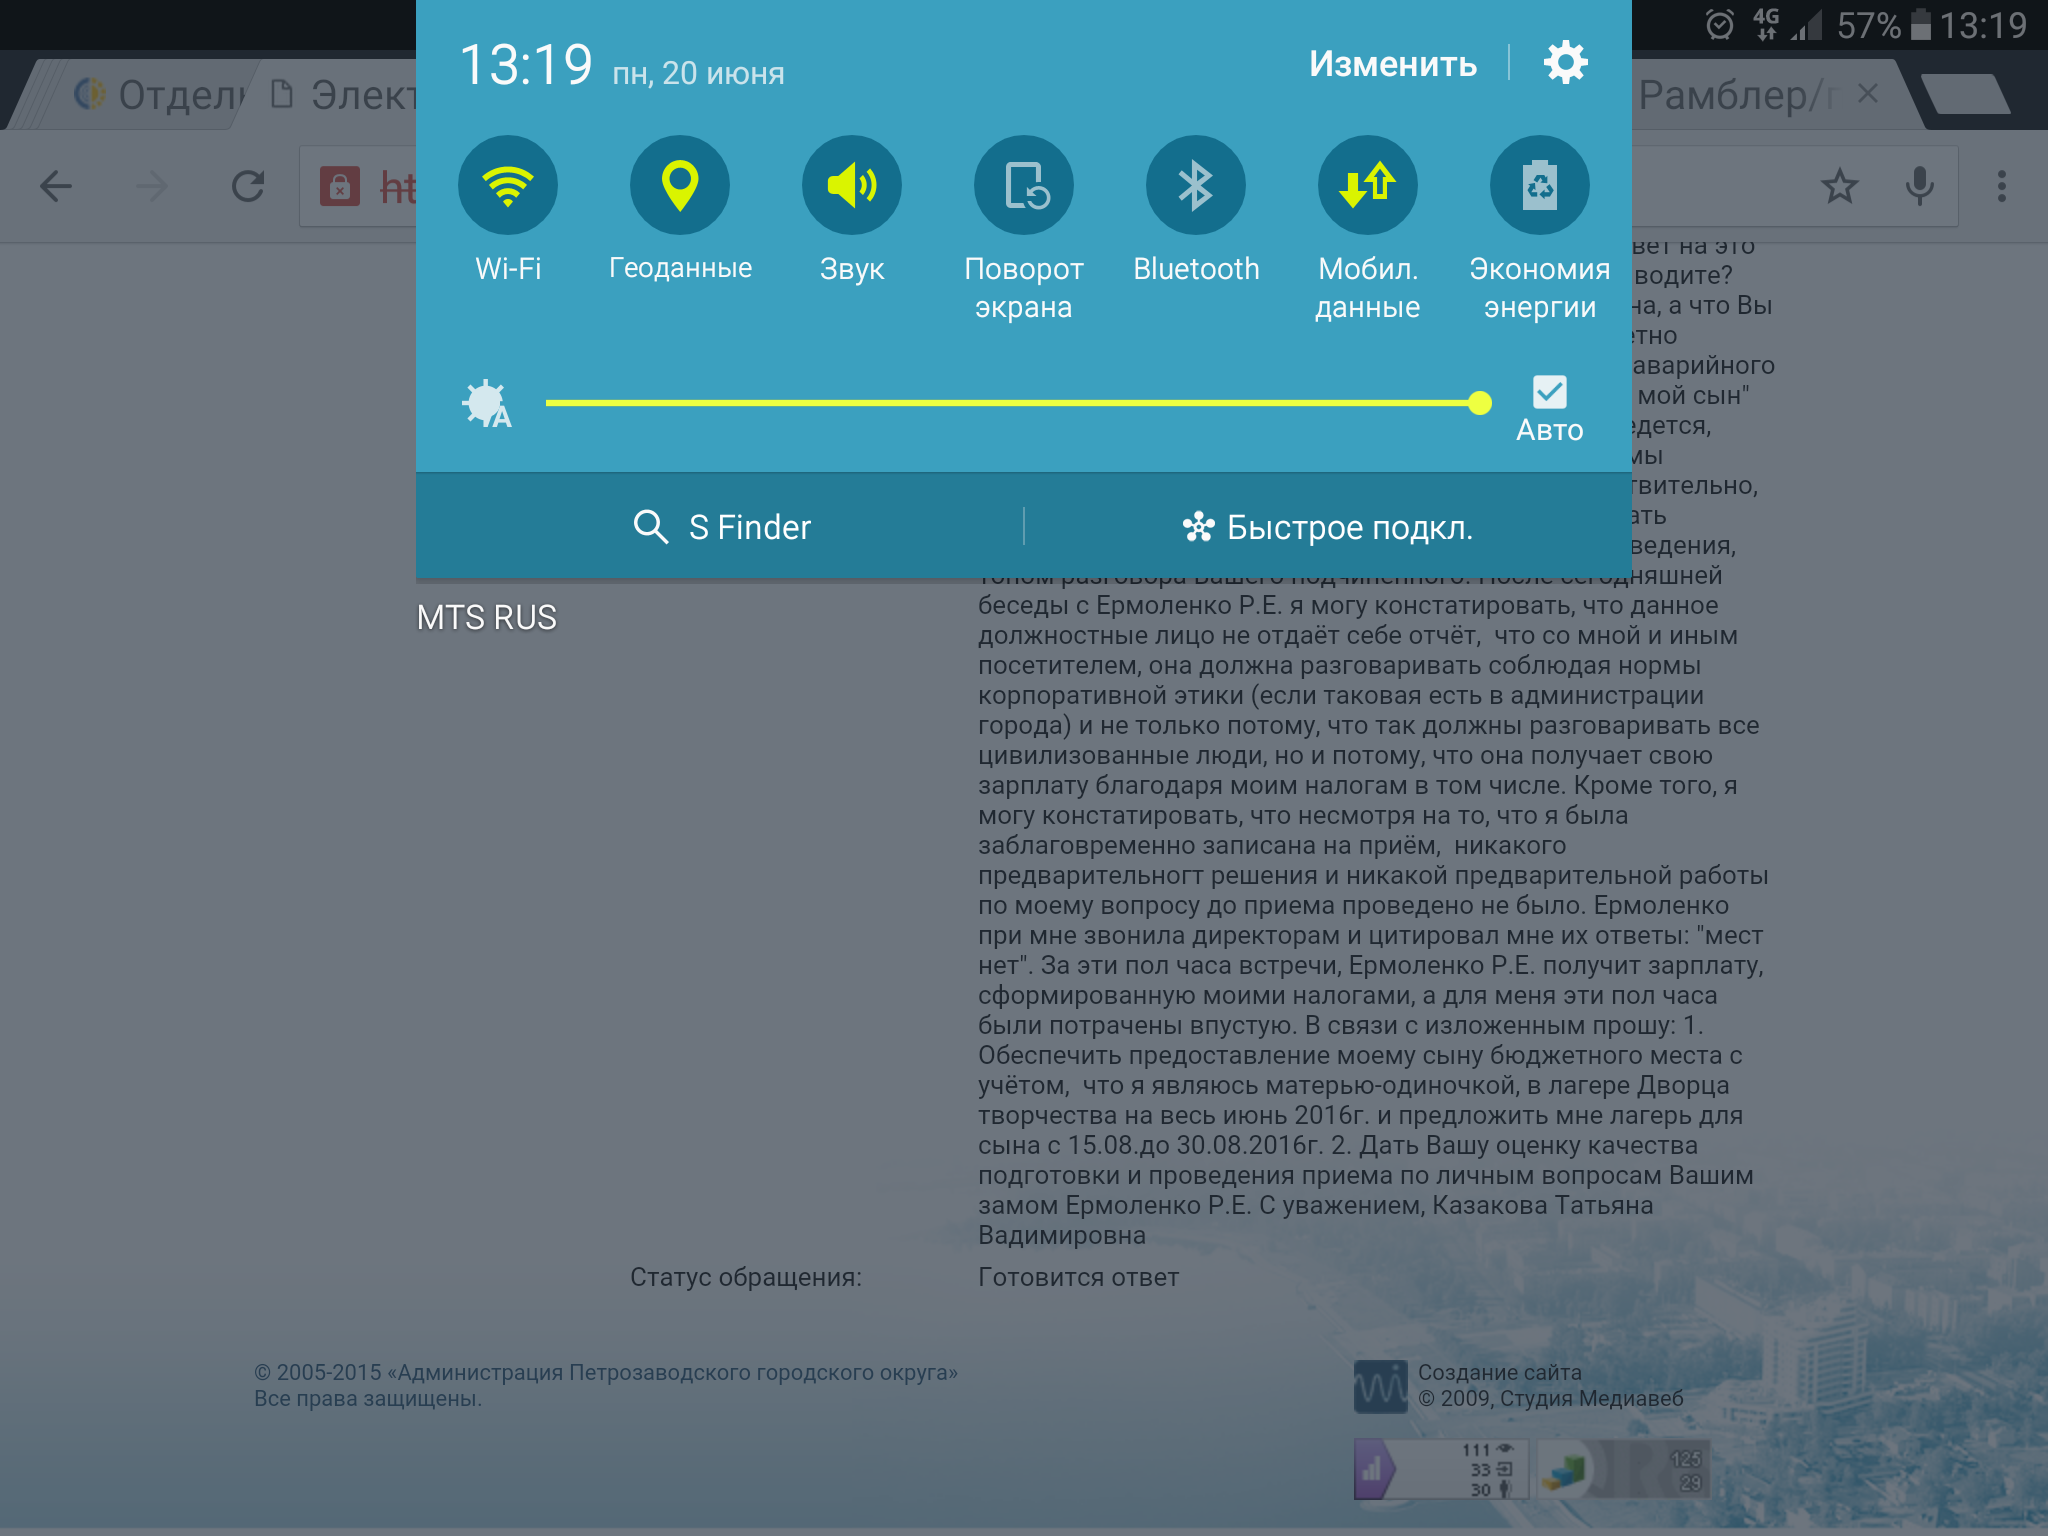 57% 13:19
13:19 пн, 20 июня
Изменить
4G
Отдел
Элект
Рамблер/
ht
Wi-Fi
Геоданные
Звук
Поворот
экрана
Bluetooth
Мобил.
данные
Экономия
энергии
A
Авто
S Finder
Быстрое подкл.
MTS RUS
вет на это
водите?
на, а что Вы
етно
аварийного
мой сын"
едется,
мы
твительно,
ать
ведения,
тоном разговора Вашего подчиненного. После сегодняшней
беседы с Ермоленко Р.Е. я могу констатировать, что данное
должностные лицо не отдаёт себе отчёт, что со мной и иным
посетителем, она должна разговаривать соблюдая нормы
корпоративной этики (если таковая есть в администрации
города) и не только потому, что так должны разговаривать все
цивилизованные люди, но и потому, что она получает свою
зарплату благодаря моим налогам в том числе. Кроме того, я
могу констатировать, что несмотря на то, что я была
заблаговременно записана на приём, никакого
предварительногт решения и никакой предварительной работы
по моему вопросу до приема проведено не было. Ермоленко
при мне звонила директорам и цитировал мне их ответы: "мест
нет". За эти пол часа встречи, Ермоленко Р.Е. получит зарплату,
сформированную моими налогами, а для меня эти пол часа
были потрачены впустую. В связи с изложенным прошу: 1.
Обеспечить предоставление моему сыну бюджетного места с
учётом, что я являюсь матерью-одиночкой, в лагере Дворца
творчества на весь июнь 2016г. и предложить мне лагерь для
сына с 15.08.до 30.08.2016г. 2. Дать Вашу оценку качества
подготовки и проведения приема по личным вопросам Вашим
замом Ермоленко Р.Е. С уважением, Казакова Татьяна
Вадимировна
Статус обращения: Готовится ответ
© 2005-2015 «Администрация Петрозаводского городского округа»
Все права защищены.
Создание сайта
© 2009, Студия Медиавеб
111
33
30
125
29